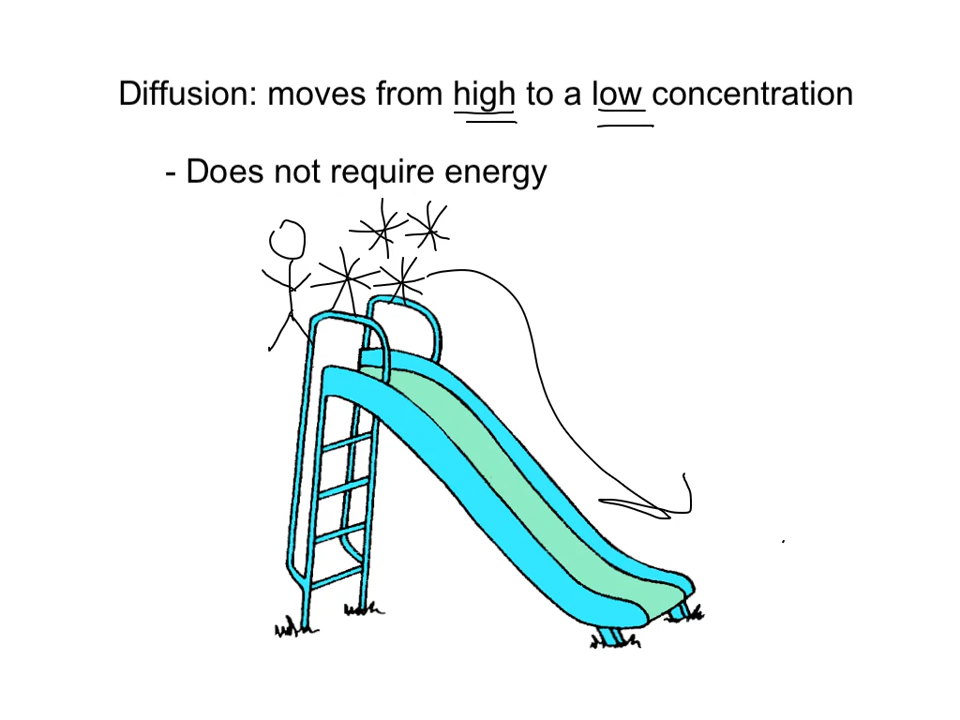 Diffusion: moves from high to a low concentration
- Does not require energy